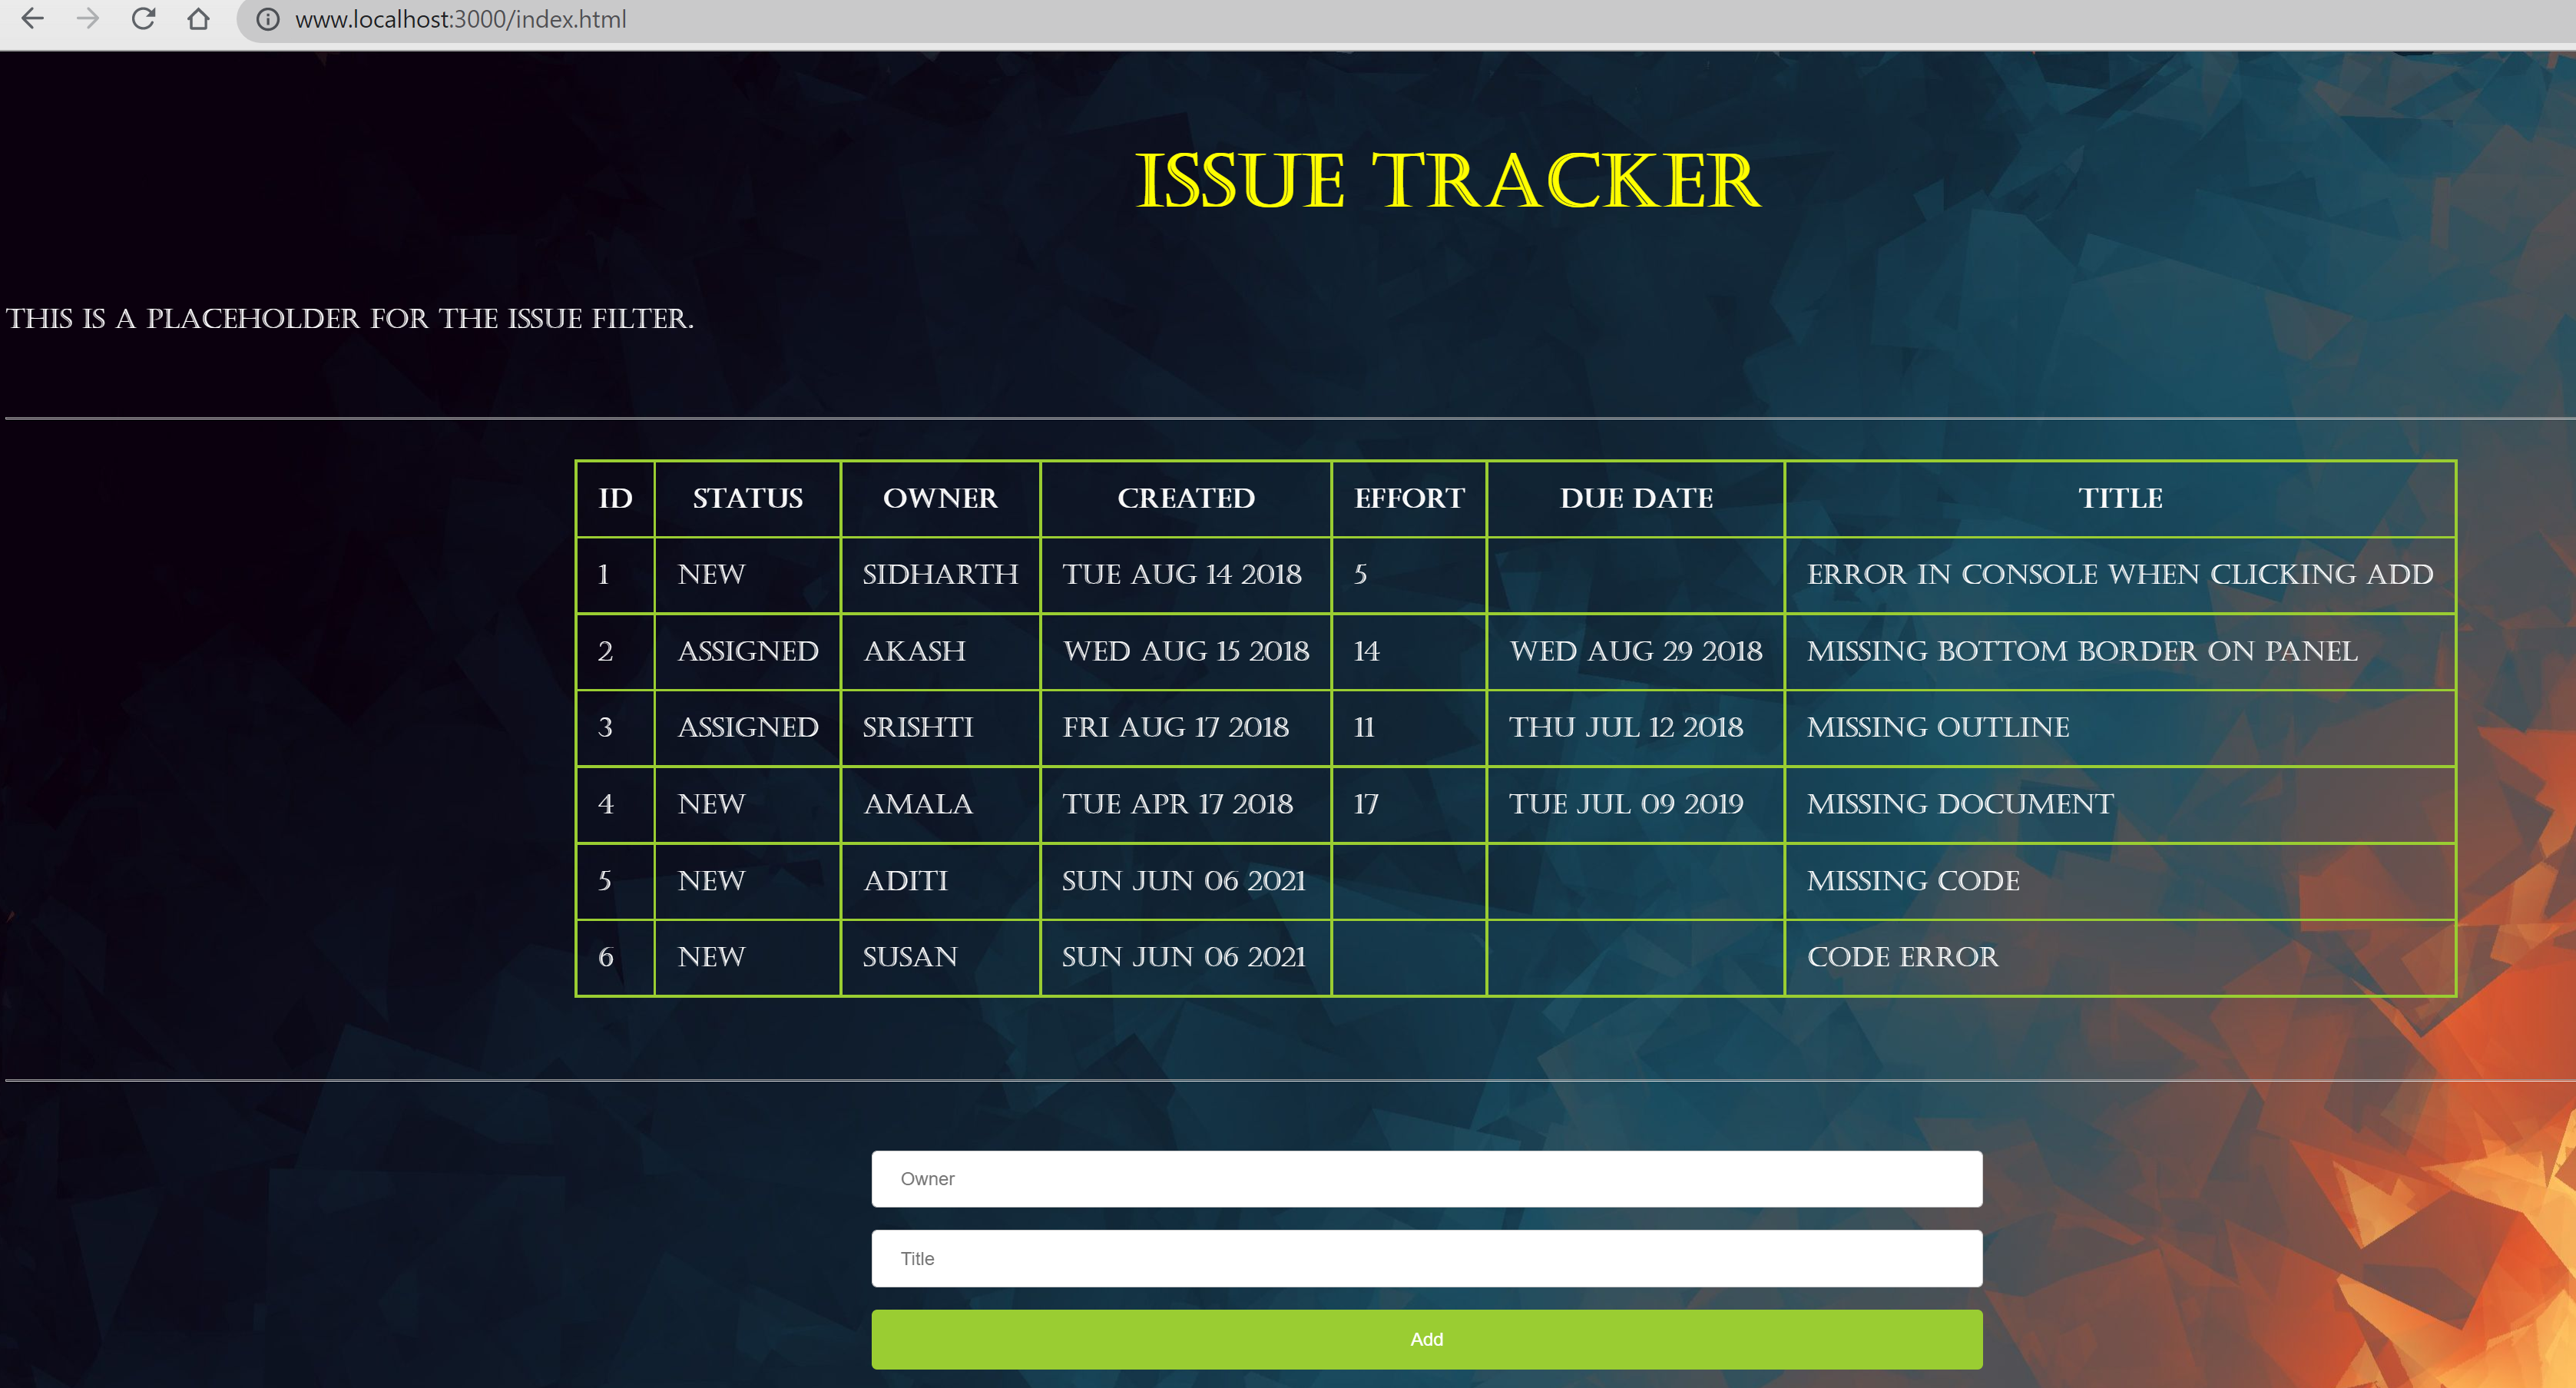 www.localhost:3000/index.html
ISSUE TRACKER
THIS IS A PLACEHOLDER FOR THE ISSUE FILTER.
ID STATUS OWNER CREATED EFFORT DUE DATE TITLE
1 NEW SIDHARTH TUE AUG 14 2018 5 ERROR IN CONSOLE WHEN CLICKING ADD
2 ASSIGNED AKASH WED AUG 15 2018 14 WED AUG 29 2018 MISSING BOTTOM BORDER ON PANEL
3 ASSIGNED SRISHTI FRI AUG 17 2018 11 THU JUL 12 2018 MISSING OUTLINE
4 NEW AMALA TUE APR 17 2018 17 TUE JUL 09 2019 MISSING DOCUMENT
5 NEW ADITI SUN JUN 06 2021 MISSING CODE
6 NEW SUSAN SUN JUN 06 2021 CODE ERROR
Owner
Title
Add